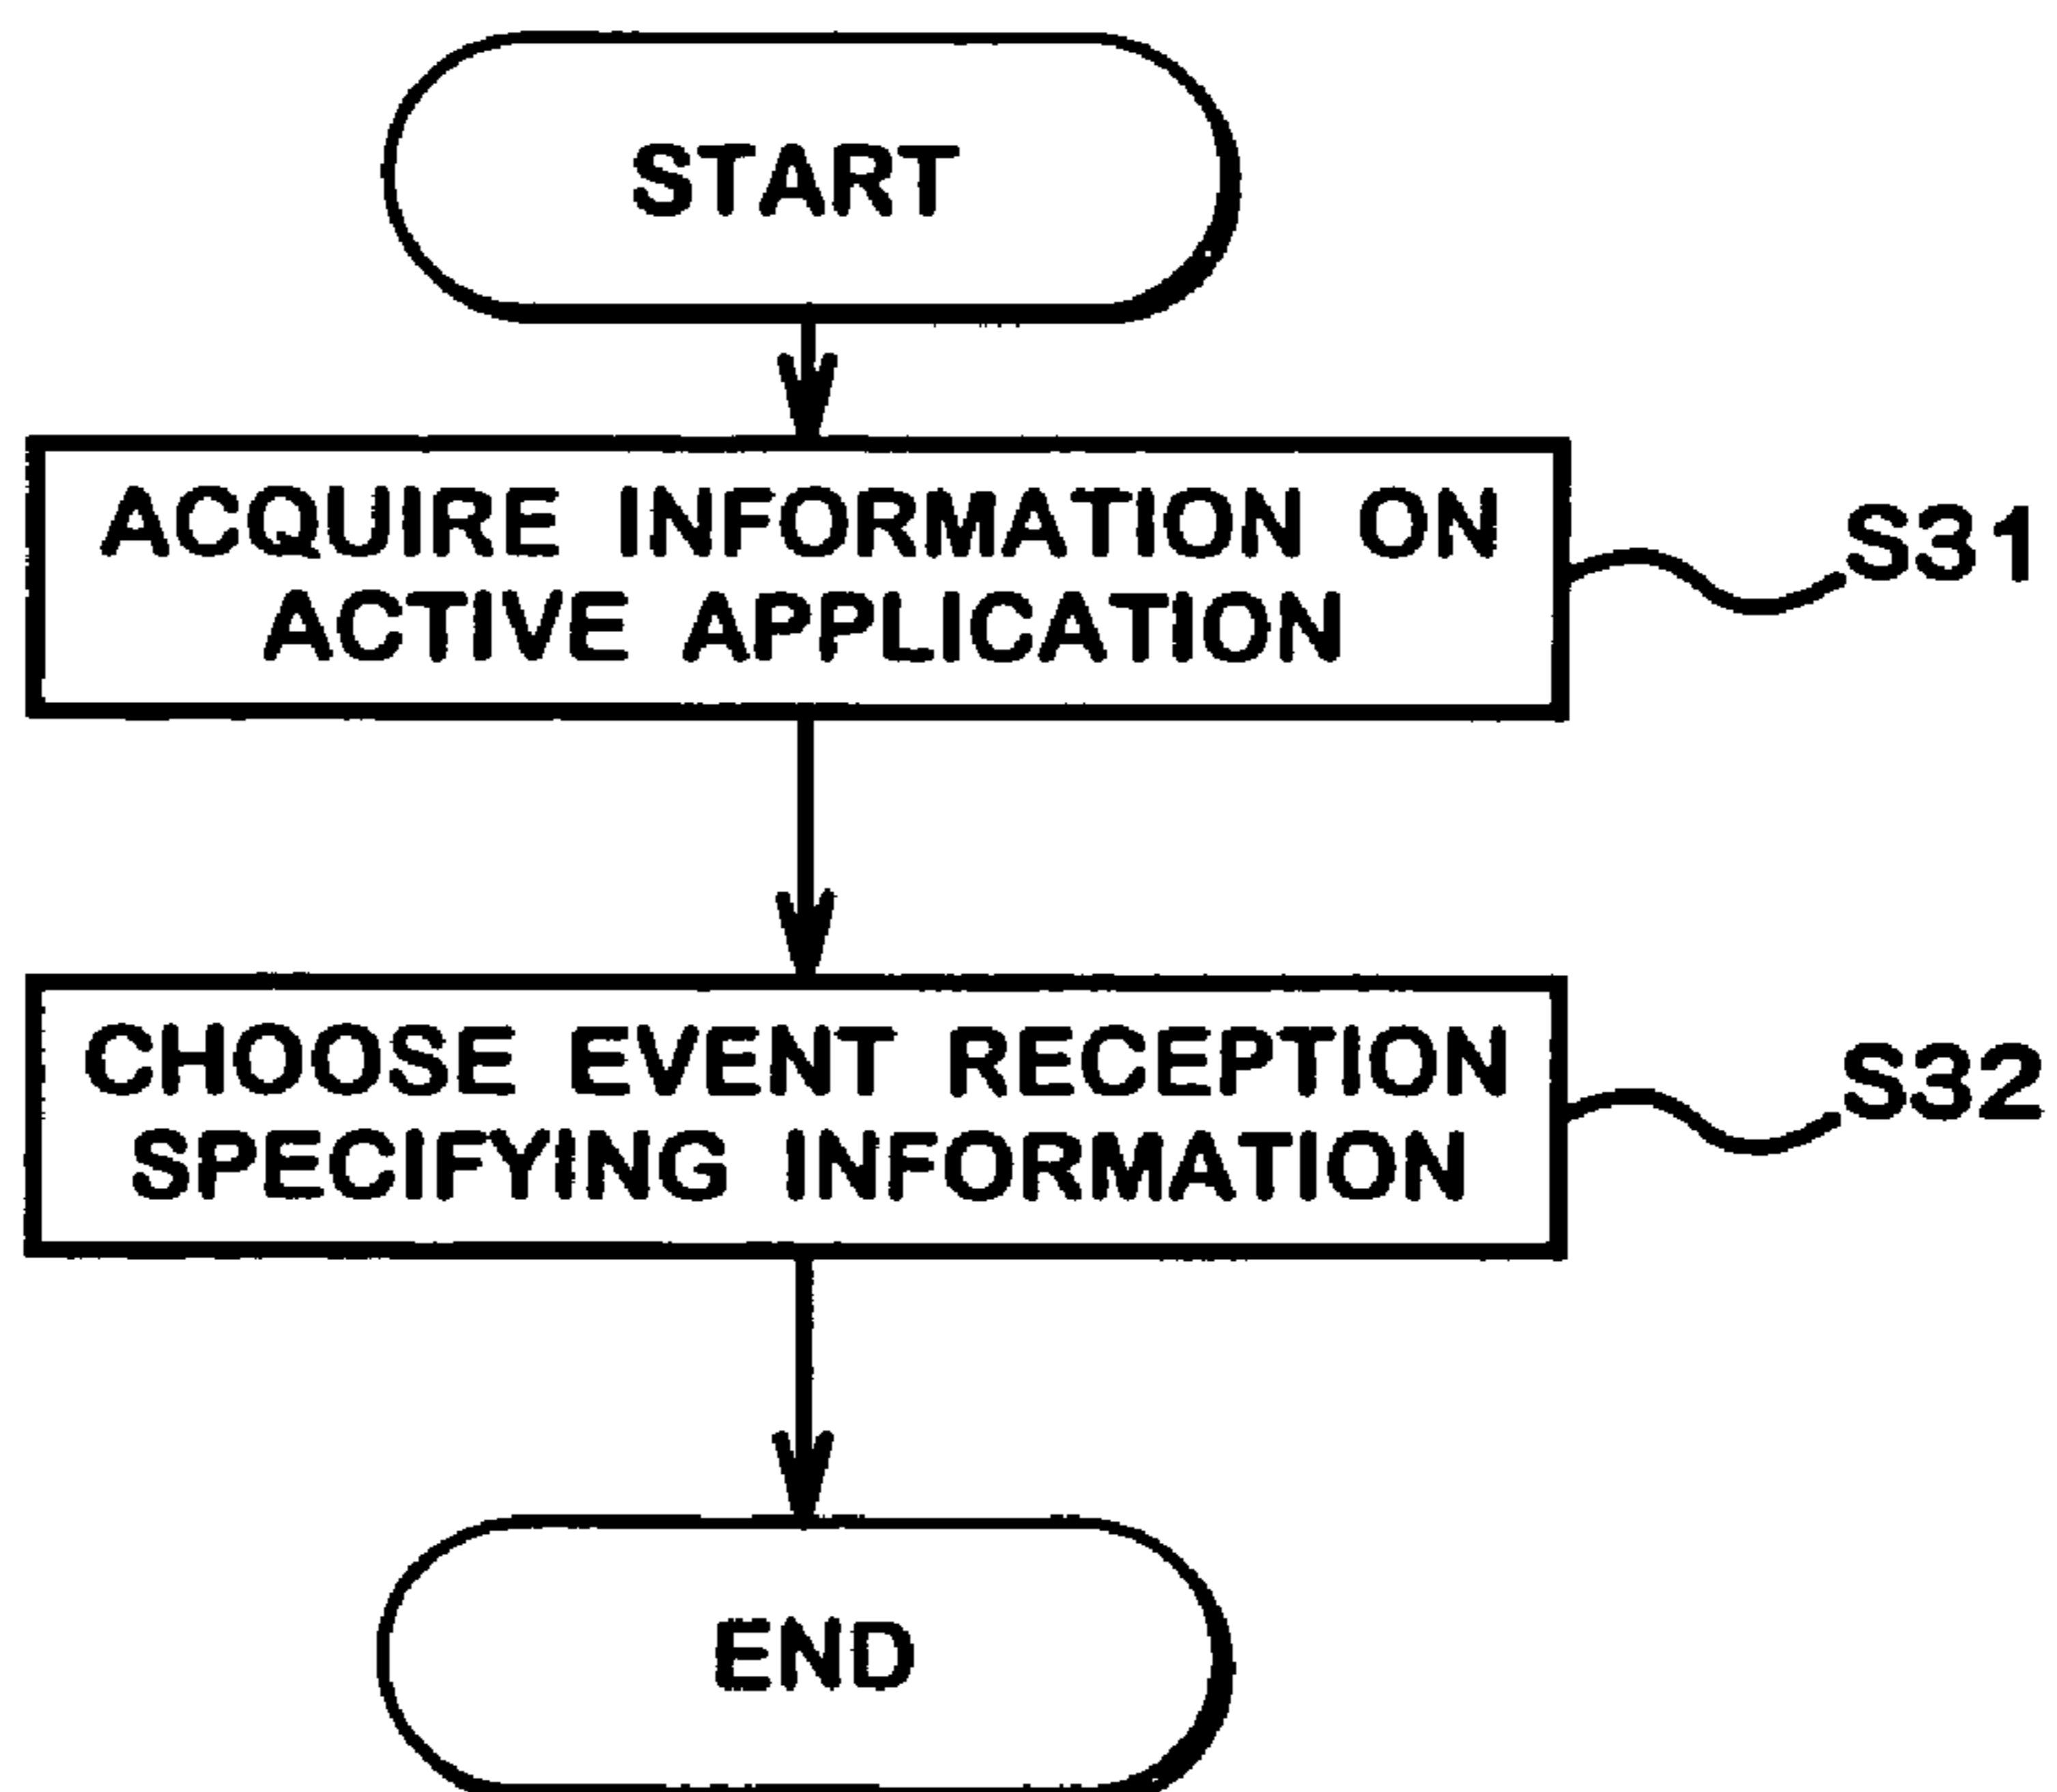 START
ACQUIRE INFORMATION ON
ACTIVE APPLICATION
S31
CHOOSE EVENT RECEPTION
SPECIFYING INFORMATION
S32
END